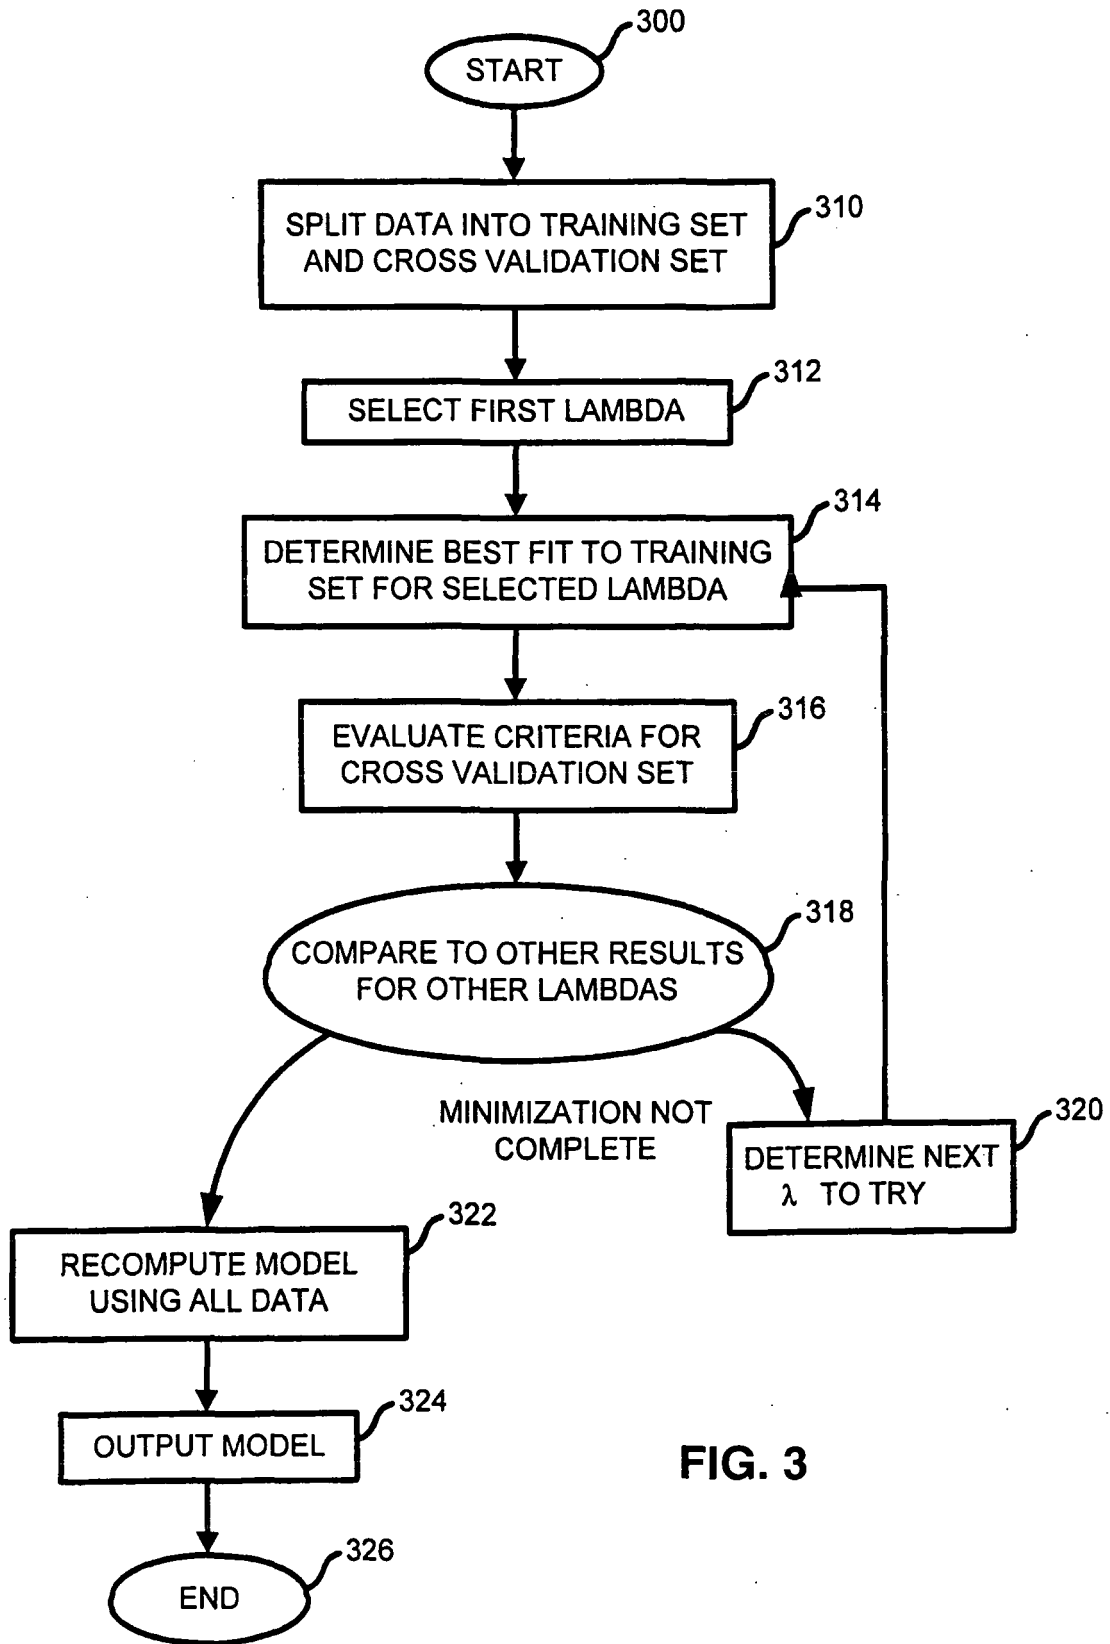 300
START
310
SPLIT DATA INTO TRAINING SET
AND CROSS VALIDATION SET
312
SELECT FIRST LAMBDA
314
DETERMINE BEST FIT TO TRAINING
SET FOR SELECTED LAMBDA
316
EVALUATE CRITERIA FOR
CROSS VALIDATION SET
318
COMPARE TO OTHER RESULTS
FOR OTHER LAMBDAS
MINIMIZATION NOT
COMPLETE
320
DETERMINE NEXT
λ TO TRY
322
RECOMPUTE MODEL
USING ALL DATA
324
OUTPUT MODEL
FIG. 3
326
END